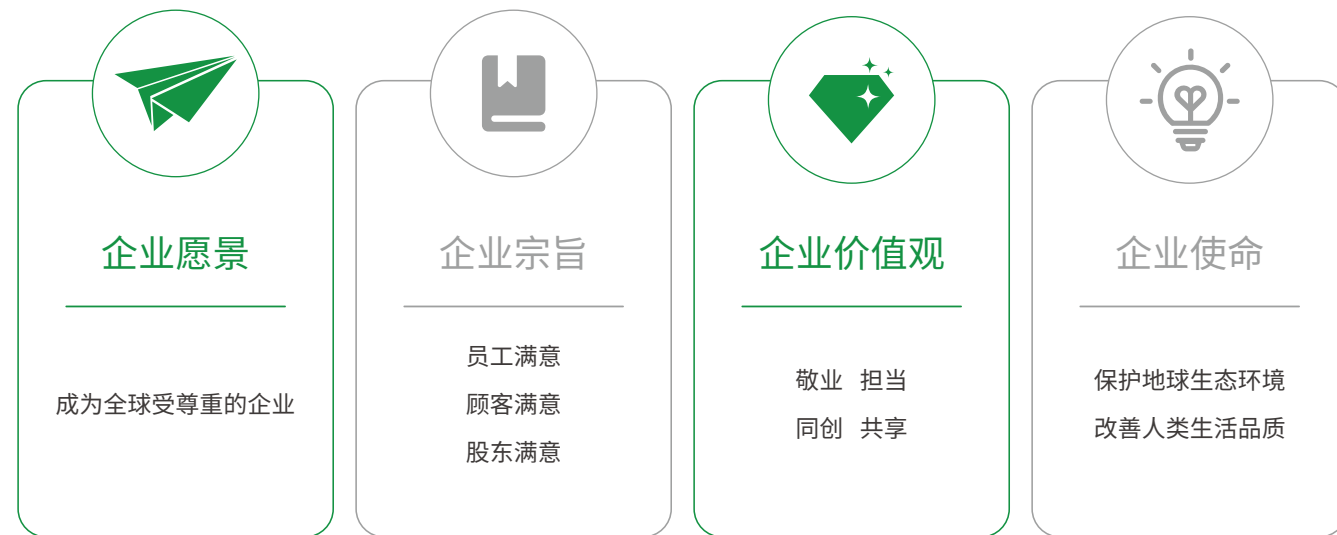 企业愿景
成为全球受尊重的企业
企业宗旨
员工满意
顾客满意
股东满意
企业价值观
敬业 担当
同创 共享
企业使命
保护地球生态环境
改善人类生活品质